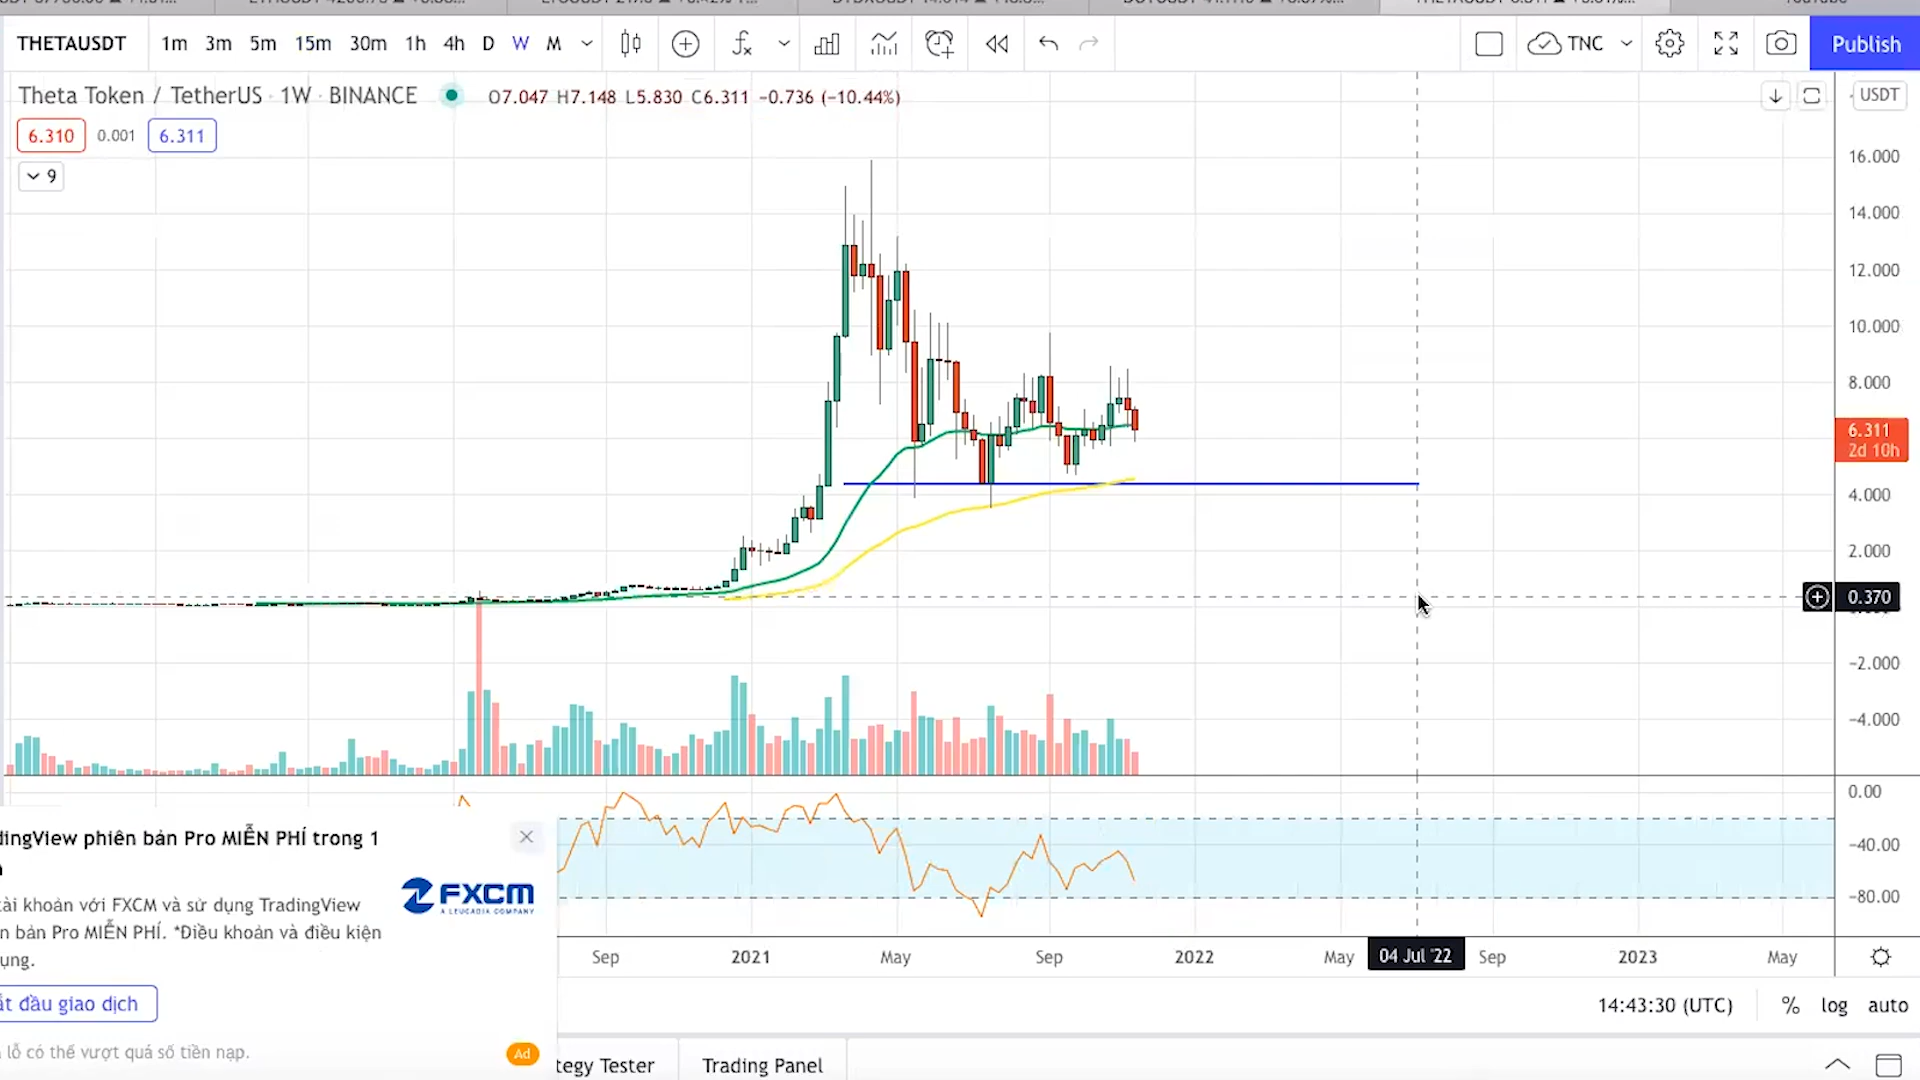 THETAUSDT 1m 3m 5m 15m 30m 1h 4h D W M TNC Publish
Theta Token / TetherUS · 1W · BINANCE O7.047 H7.148 L5.830 C6.311 −0.736 (−10.44%) USDT
6.310 0.001 6.311
9
16.000
14.000
12.000
10.000
8.000
6.311
2d 10h
4.000
2.000
0.370
−2.000
−4.000
0.00
−40.00
−80.00
dingView phiên bản Pro MIỄN PHÍ trong 1
tài khoản với FXCM và sử dụng TradingView
n bản Pro MIỄN PHÍ. *Điều khoản và điều kiện
ụng.
FXCM
A LEUCADIA COMPANY
ắt đầu giao dịch
lỗ có thể vượt quá số tiền nạp.
Ad
Sep 2021 May Sep 2022 May 04 Jul '22 Sep 2023 May
14:43:30 (UTC) % log auto
tegy Tester Trading Panel